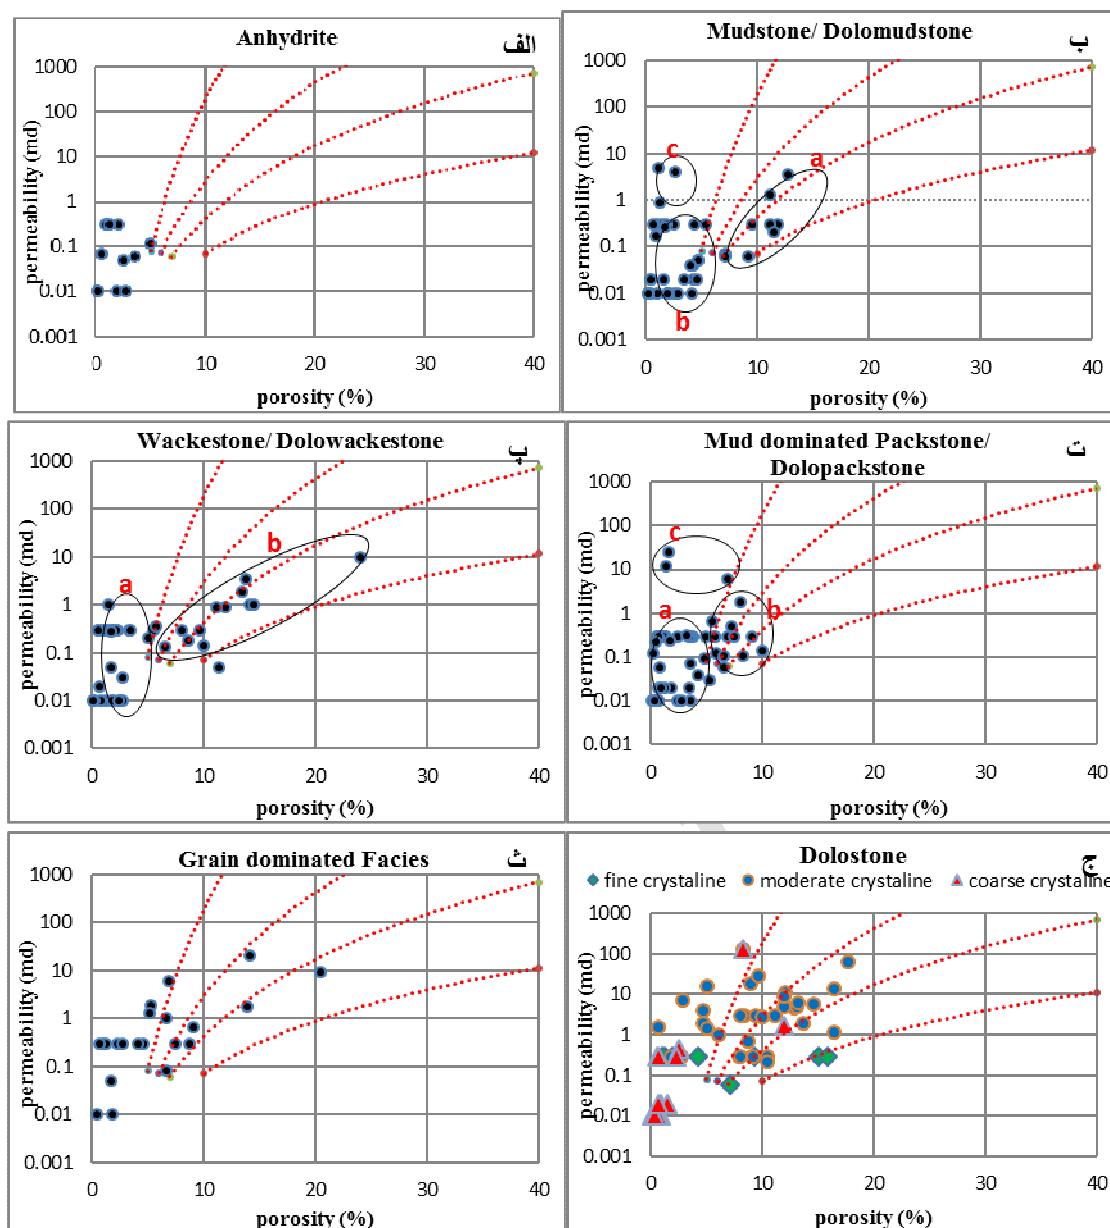 Anhydrite
الف
permeability (md)
1000
100
10
1
0.1
0.01
0.001
0 10 20 30 40
porosity (%)
Mudstone/ Dolomudstone
ب
permeability (md)
1000
100
10
1
0.1
0.01
0.001
c
a
b
0 10 20 30 40
porosity (%)
Wackestone/ Dolowackestone
پ
permeability (md )
1000
100
10
1
0.1
0.01
0.001
b
a
0 10 20 30 40
porosity (%)
Mud dominated Packstone/
Dolopackstone
ت
permeability (md)
1000
100
10
1
0.1
0.01
0.001
c
a
b
0 10 20 30 40
porosity (%)
Grain dominated Facies
ث
permeability (md)
1000
100
10
1
0.1
0.01
0.001
0 10 20 30 40
porosity (%)
Dolostone
ج
fine crystaline moderate crystaline coarse crystaline
permeability (md)
1000
100
10
1
0.1
0.01
0.001
0 10 20 30 40
porosity (%)